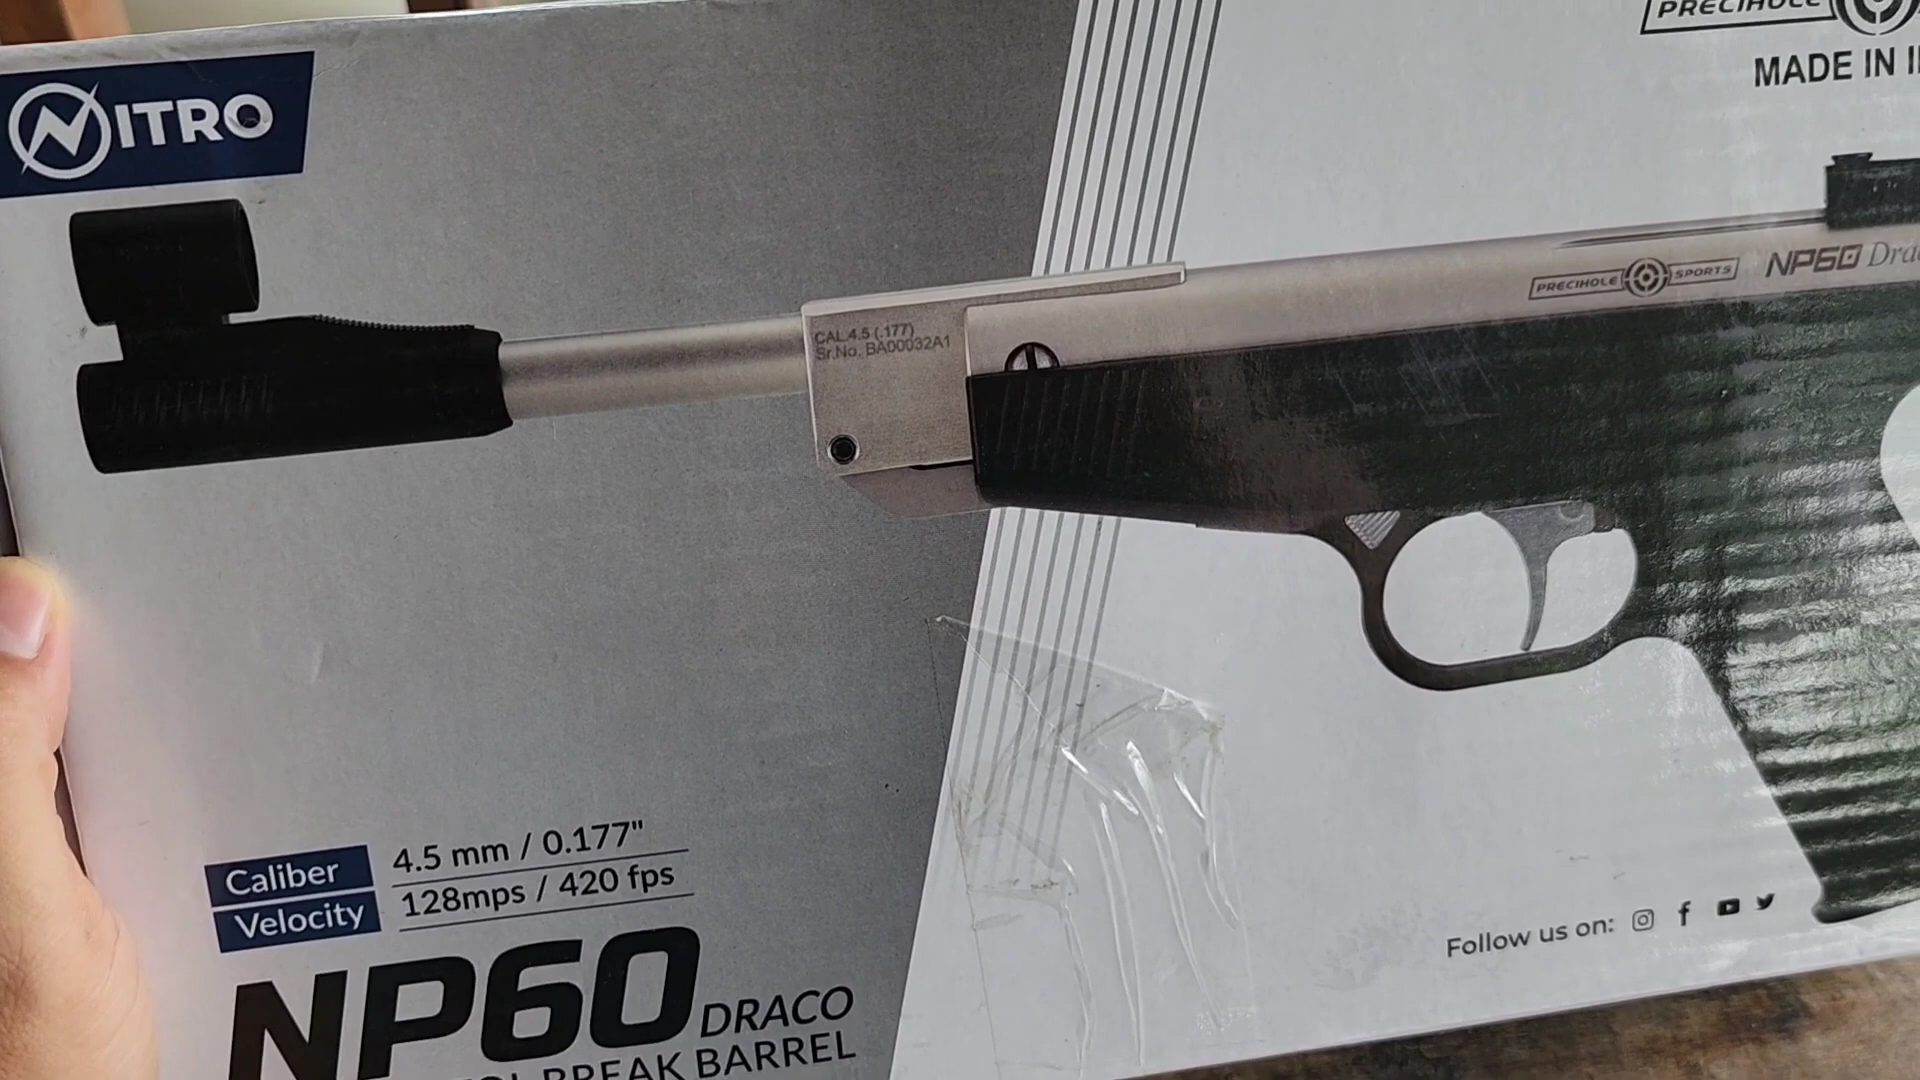 NITRO
PRECIHOLE
MADE IN
CAL.4.5 (.177)
Sr.No. BA00032A1
PRECIHOLE SPORTS
NP60
Caliber 4.5 mm / 0.177"
Velocity 128mps / 420 fps
Follow us on:
NP60 DRACO
BREAK BARREL